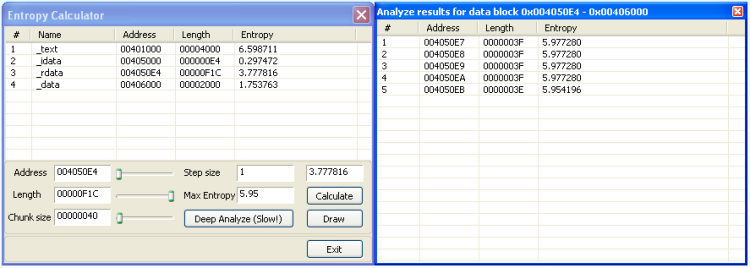 Entropy Calculator
# Name Address Length Entropy
1 _text 00401000 00004000 6.598711
2 _idata 00405000 000000E4 0.297472
3 _rdata 004050E4 00000F1C 3.777816
4 _data 00406000 00002000 1.753763
Address 004050E4 Step size 1 3.777816
Length 00000F1C Max Entropy 5.95 Calculate
Chunk size 00000040 Deep Analyze (Slow!) Draw
Exit
Analyze results for data block 0x004050E4 - 0x00406000
# Address Length Entropy
1 004050E7 0000003F 5.977280
2 004050E8 0000003F 5.977280
3 004050E9 0000003F 5.977280
4 004050EA 0000003F 5.977280
5 004050EB 0000003E 5.954196